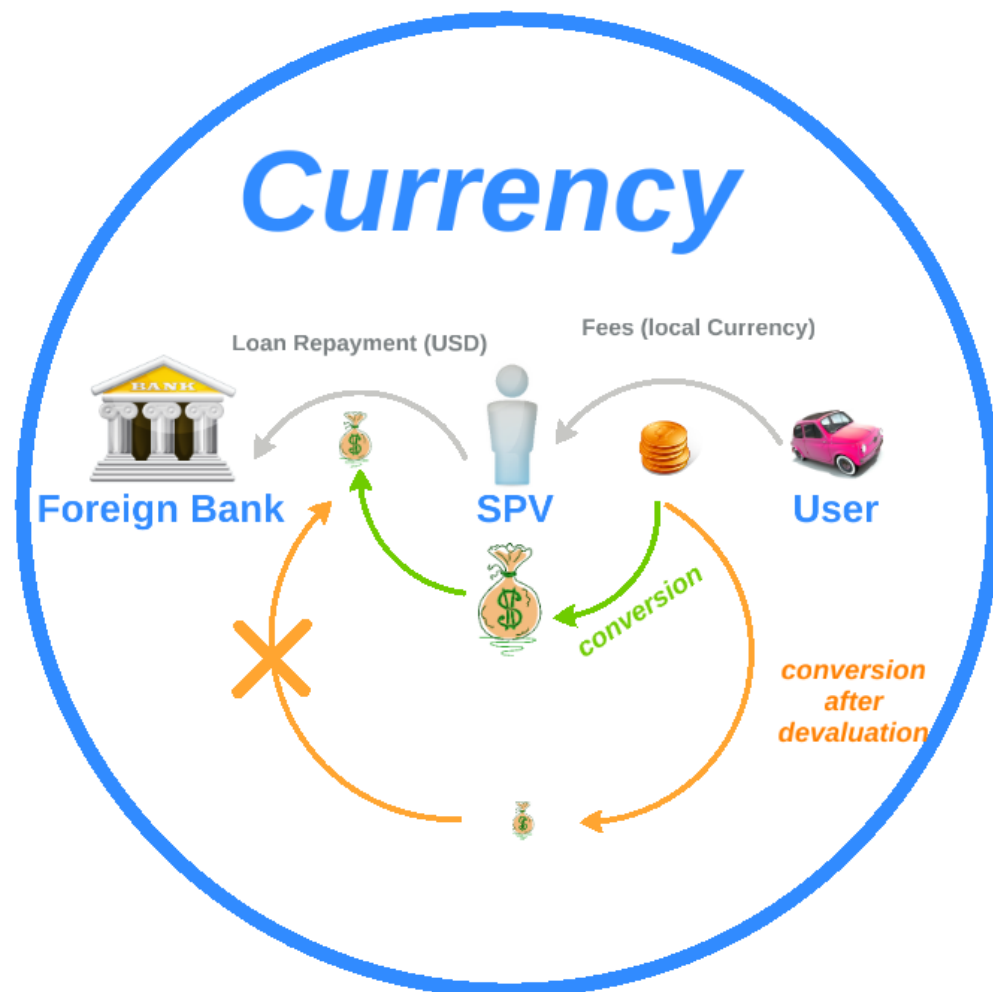 Currency
Loan Repayment (USD)
Fees (local Currency)
BANK
Foreign Bank
SPV
User
$
$
conversion
conversion
after
devaluation
$